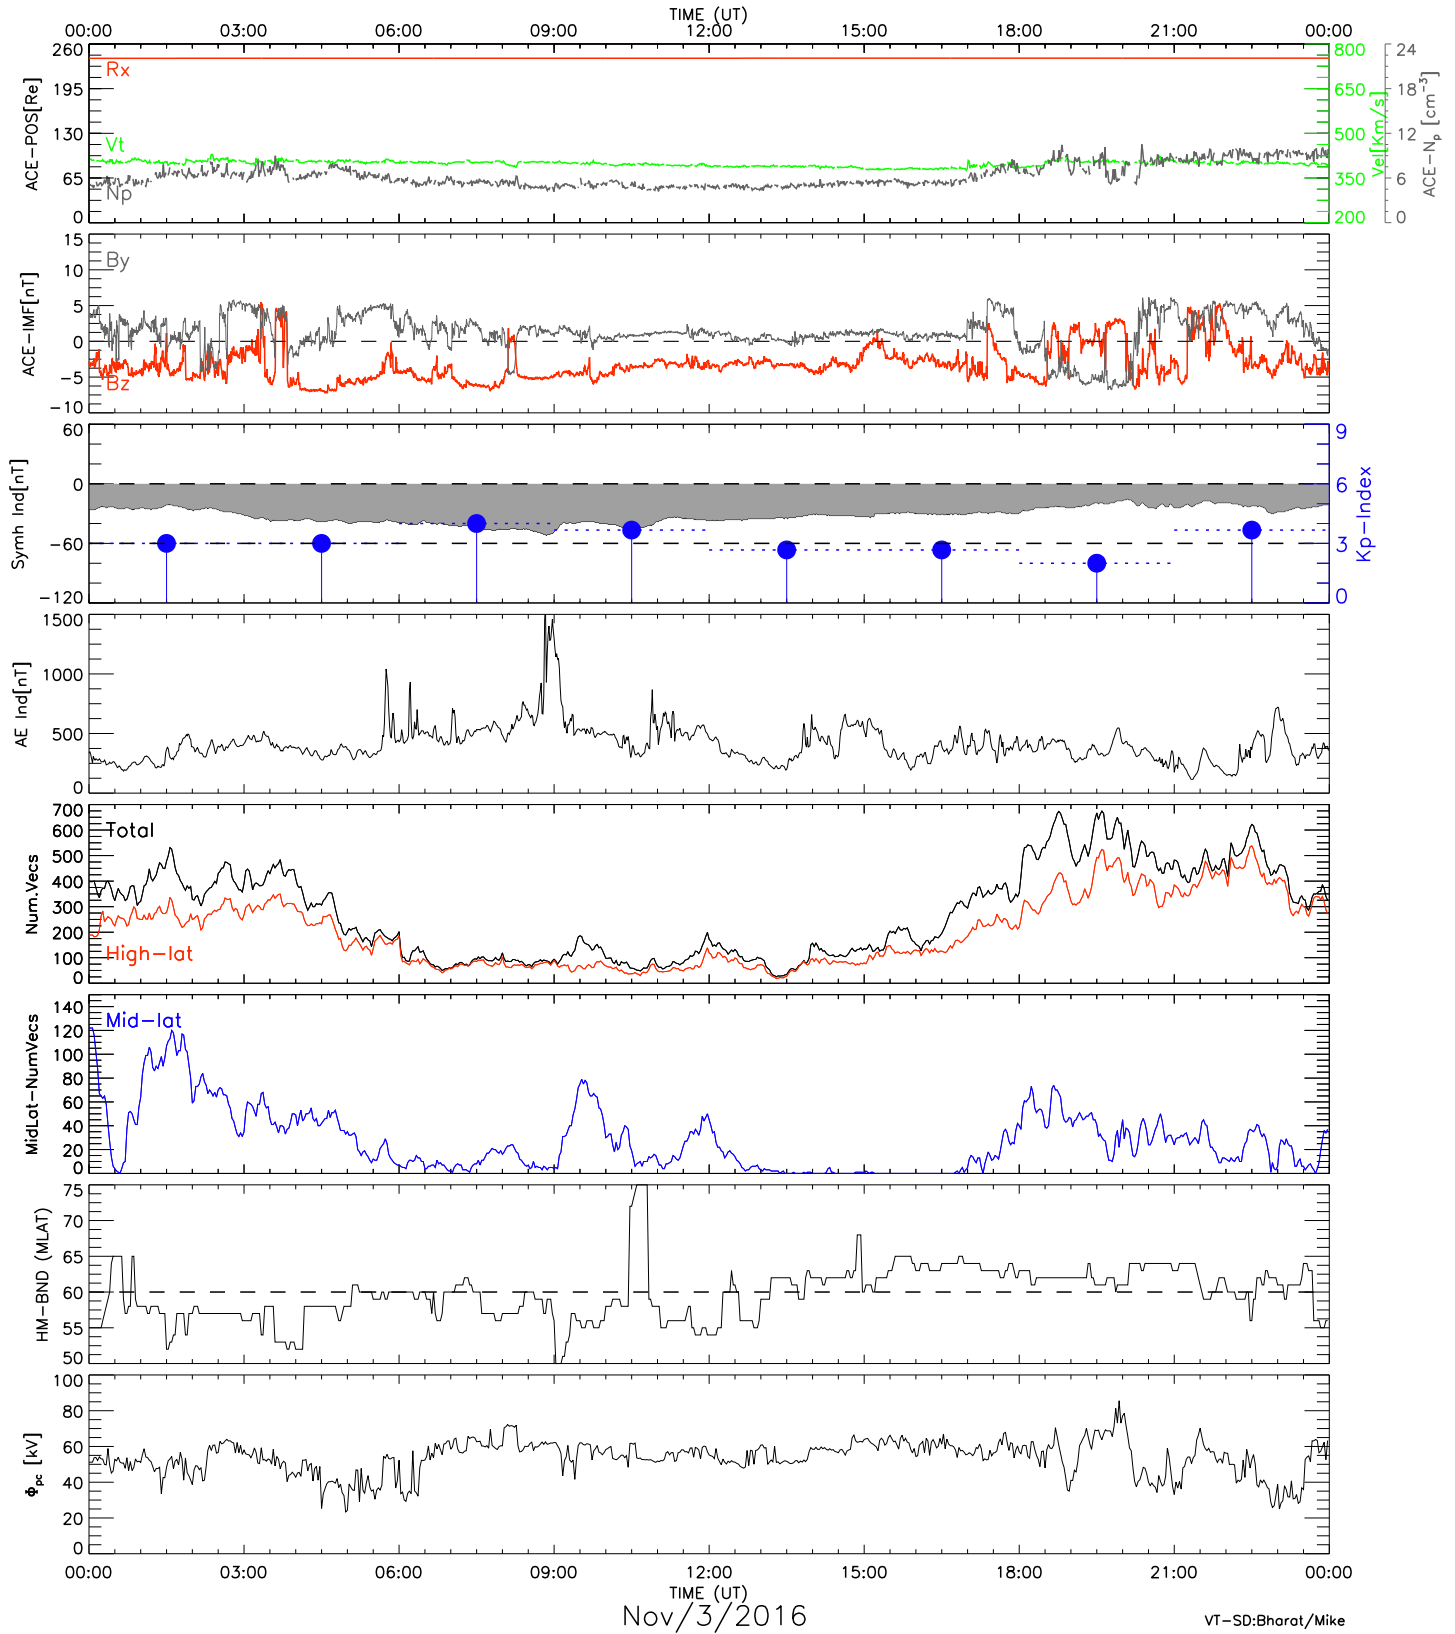 TIME (UT)
00:00 03:00 06:00 09:00 12:00 15:00 18:00 21:00 00:00
ACE-POS[Re]
260
195
130
65
0
Rx
Vt
Np
800
650
500
350
200
Vel[Km/s]
24
18
12
6
0
ACE-Np [cm-3]
ACE-IMF[nT]
15
10
5
0
-5
-10
By
Bz
Symh Ind[nT]
60
0
-60
-120
9
6
3
0
Kp-Index
AE Ind[nT]
1500
1000
500
0
Num.Vecs
700
600
500
400
300
200
100
0
Total
High-lat
MidLat-NumVecs
140
120
100
80
60
40
20
0
Mid-lat
HM-BND (MLAT)
75
70
65
60
55
50
Φpc [kV]
100
80
60
40
20
0
00:00 03:00 06:00 09:00 12:00 15:00 18:00 21:00 00:00
TIME (UT)
Nov/3/2016
VT-SD:Bharat/Mike